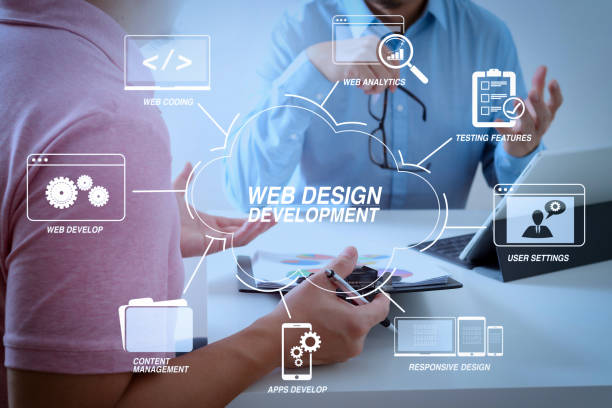 </>
WEB CODING
WEB ANALYTICS
TESTING FEATURES
WEB DEVELOP
WEB DESIGN
DEVELOPMENT
USER SETTINGS
CONTENT
MANAGEMENT
APPS DEVELOP
RESPONSIVE DESIGN